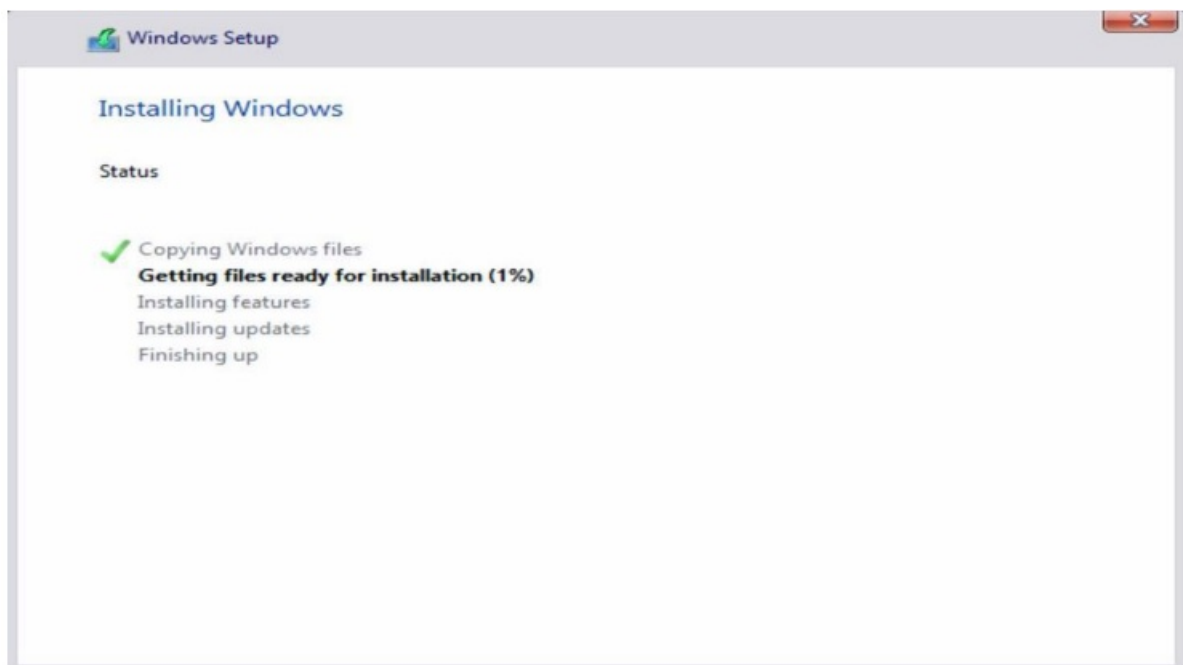 Windows Setup
Installing Windows
Status
Copying Windows files
Getting files ready for installation (1%)
Installing features
Installing updates
Finishing up